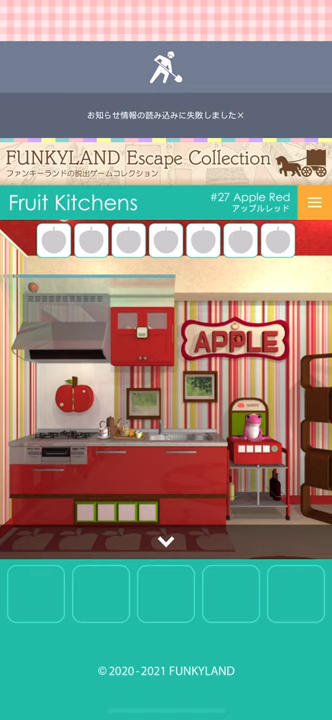 お知らせ情報の読み込みに失敗しました×
FUNKYLAND Escape Collection
ファンキーランドの脱出ゲームコレクション
Fruit Kitchens
#27 Apple Red
アップルレッド
APPLE
© 2020-2021 FUNKYLAND